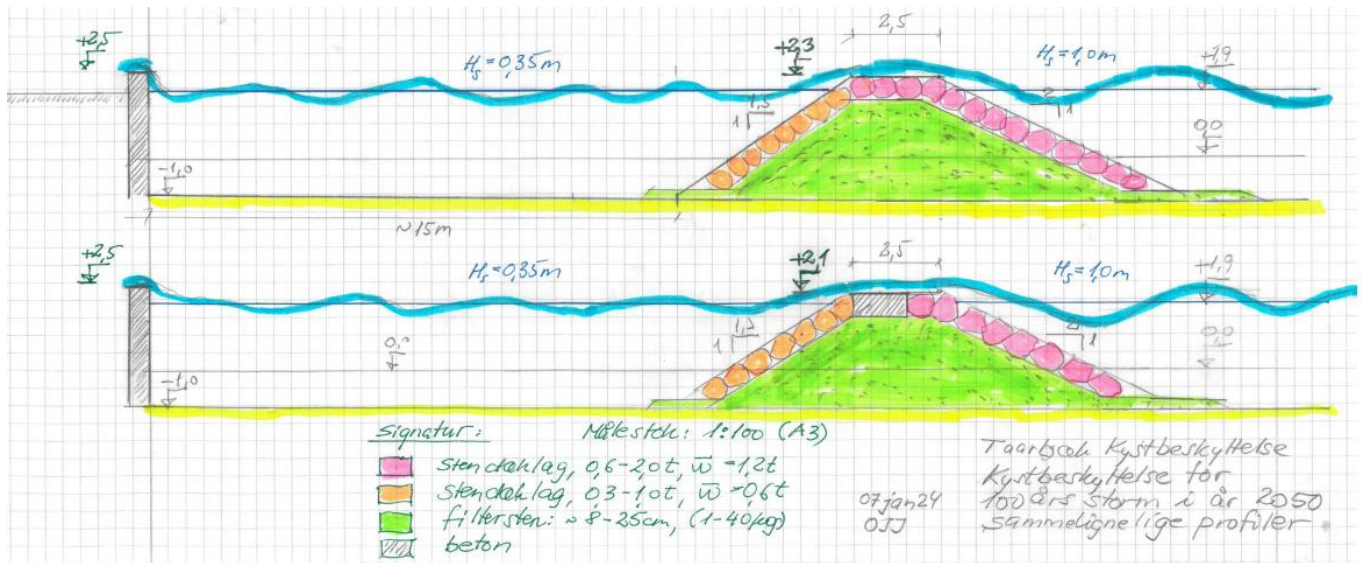 +2,5
Hs=0,35m
+2,3
2,5
Hs=1,0m
+1,9
1,5
1
2
1
0,0
-1,0
~15m
+2,5
Hs=0,35m
+2,1
2,5
Hs=1,0m
+1,9
1,5
1
2
1
0,0
0,0
-1,0
Signatur:
Målestok: 1:100 (A3)
Stendæklag, 0,6-2,0t, w̅ =1,2t
Stendæklag, 0,3-1,0t, w̅ =0,6t
filtersten: ~ 8-25cm, (1-40kg)
beton
07jan24
OJJ
Taarbæk Kystbeskyttelse
Kystbeskyttelse for
100 års storm i år 2050
Sammelignelige profiler